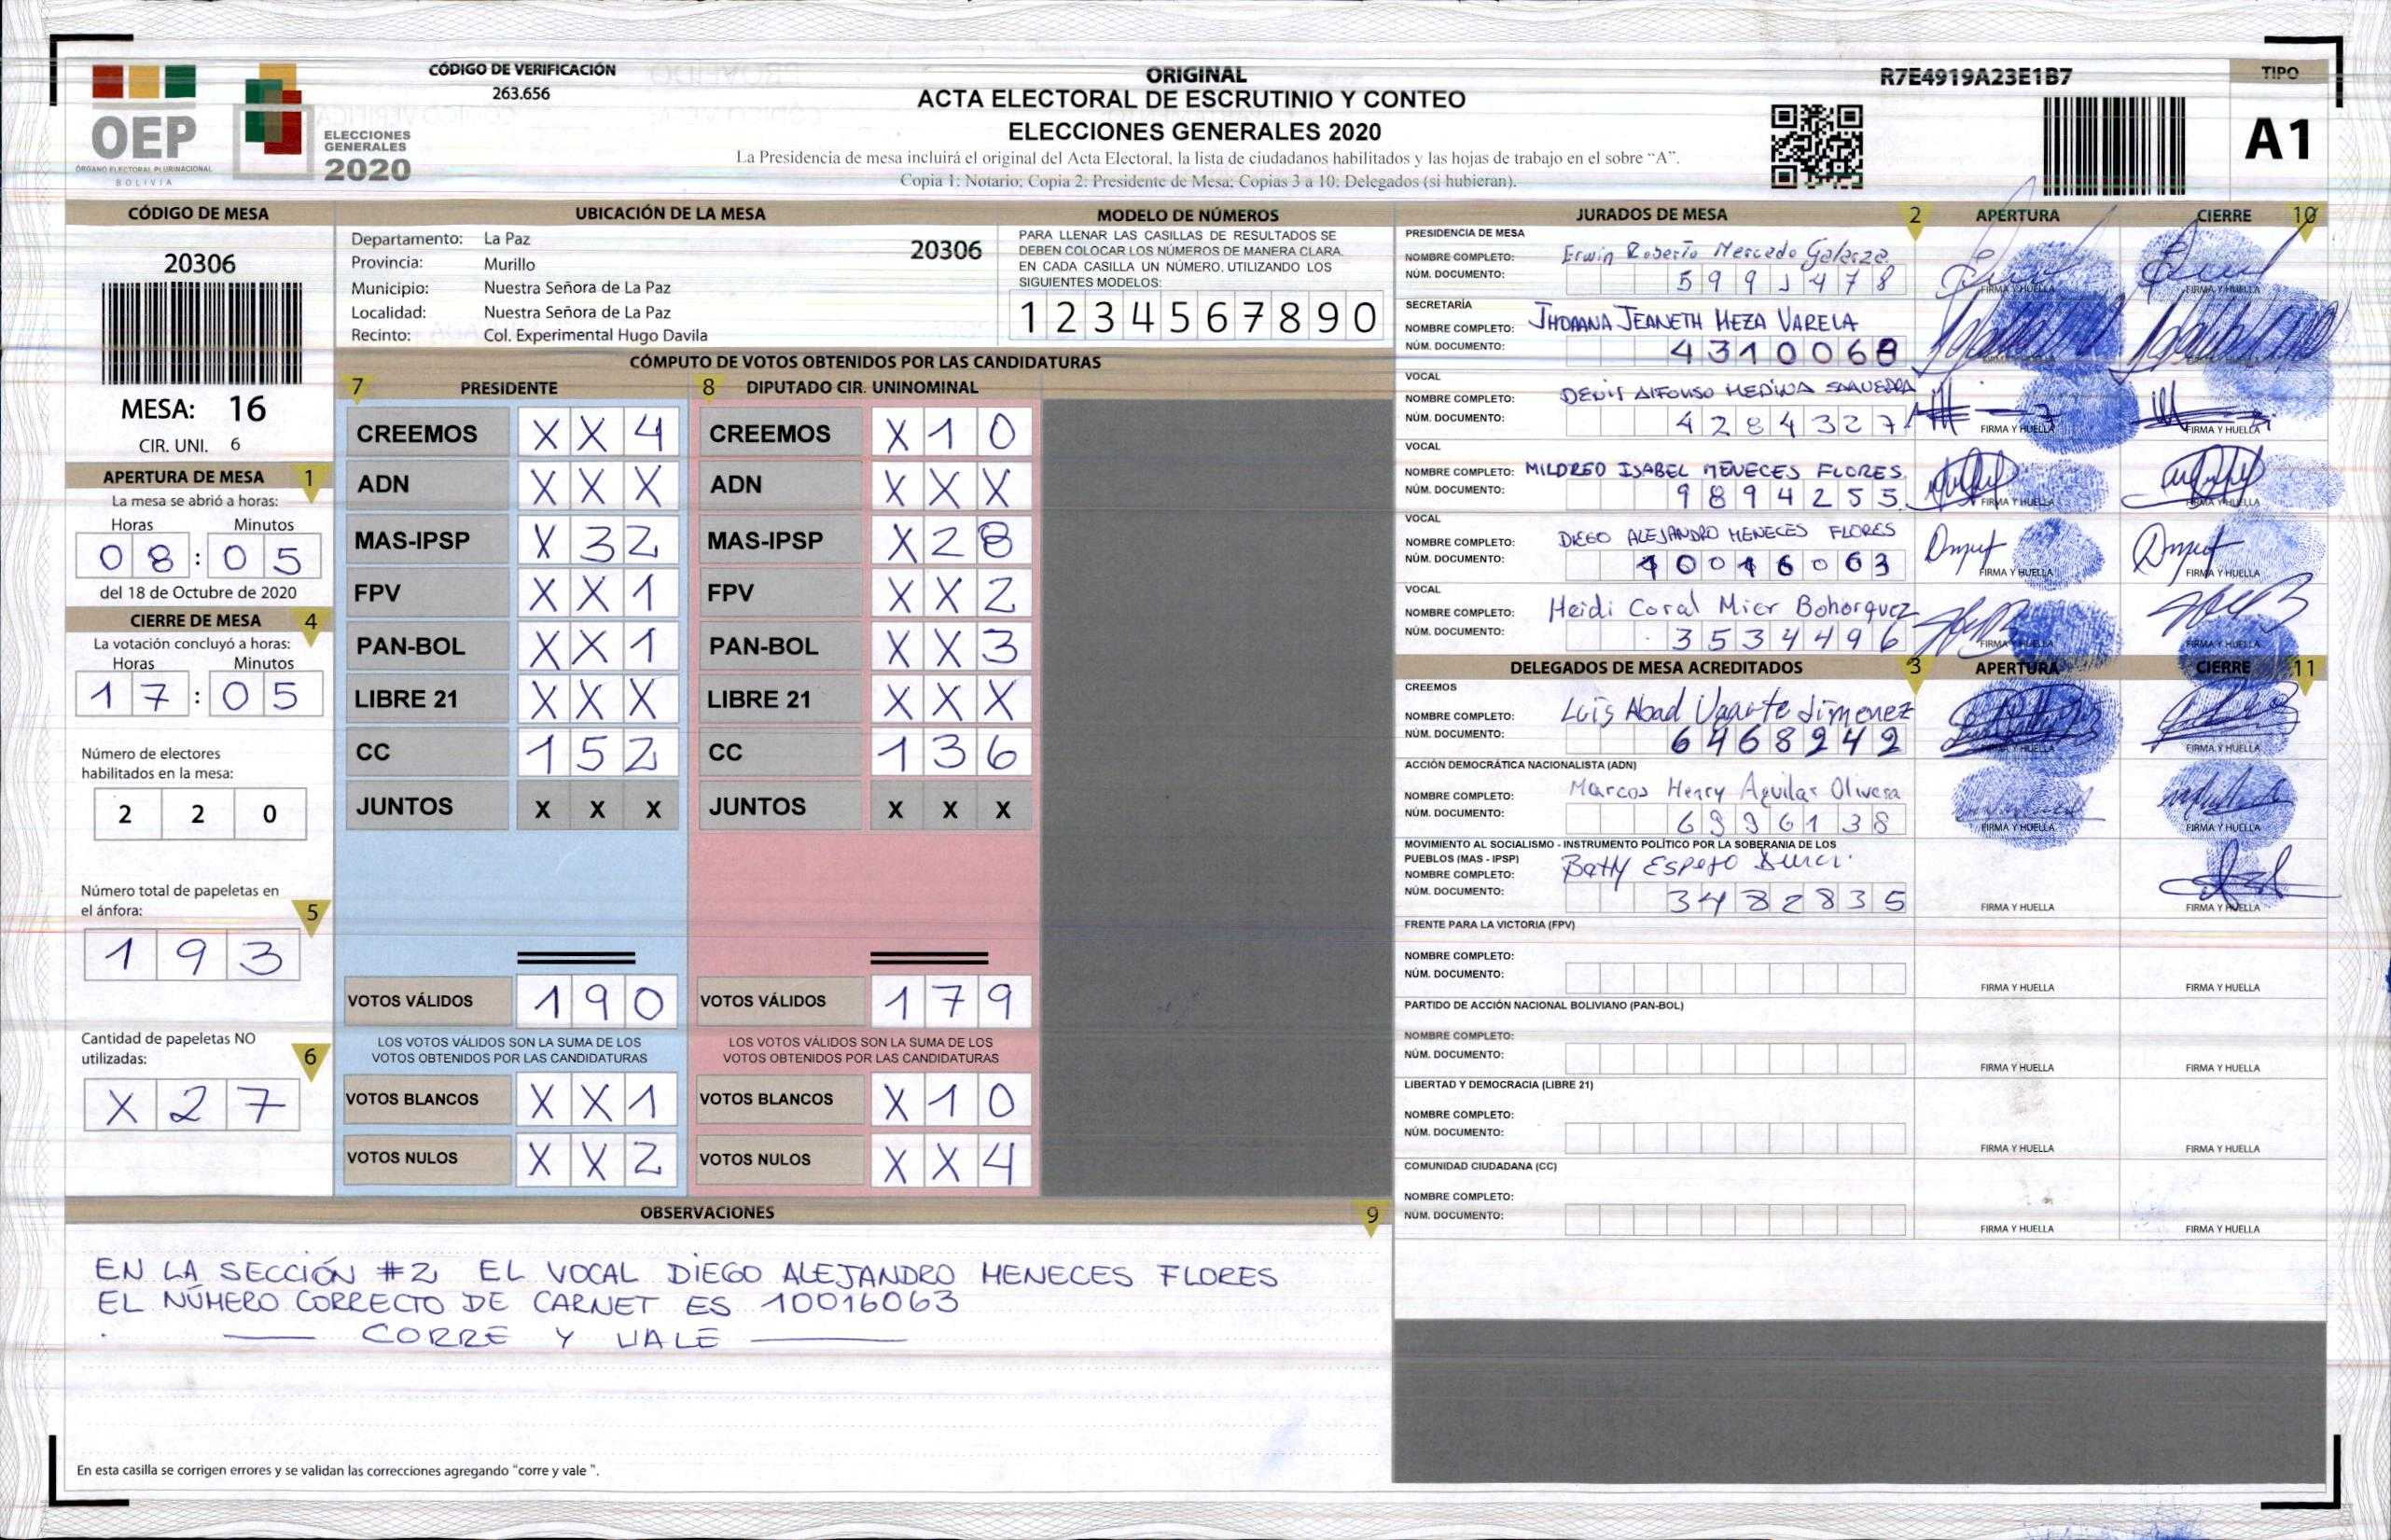 CÓDIGO DE VERIFICACIÓN
263.656
OEP
ÓRGANO ELECTORAL PLURINACIONAL
BOLIVIA
ELECCIONES
GENERALES
2020
ORIGINAL
ACTA ELECTORAL DE ESCRUTINIO Y CONTEO
ELECCIONES GENERALES 2020
La Presidencia de mesa incluirá el original del Acta Electoral, la lista de ciudadanos habilitados y las hojas de trabajo en el sobre "A".
Copia 1: Notario; Copia 2: Presidente de Mesa; Copias 3 a 10: Delegados (si hubieran).
R7E4919A23E1B7
TIPO
A1
CÓDIGO DE MESA
20306
MESA: 16
CIR. UNI. 6
APERTURA DE MESA 1
La mesa se abrió a horas:
Horas Minutos
08:05
del 18 de Octubre de 2020
CIERRE DE MESA 4
La votación concluyó a horas:
Horas Minutos
17:05
Número de electores
habilitados en la mesa:
2 2 0
Número total de papeletas en
el ánfora: 5
1 9 3
Cantidad de papeletas NO
utilizadas: 6
X 2 7
UBICACIÓN DE LA MESA
Departamento: La Paz 20306
Provincia: Murillo
Municipio: Nuestra Señora de La Paz
Localidad: Nuestra Señora de La Paz
Recinto: Col. Experimental Hugo Davila
MODELO DE NÚMEROS
PARA LLENAR LAS CASILLAS DE RESULTADOS SE
DEBEN COLOCAR LOS NÚMEROS DE MANERA CLARA.
EN CADA CASILLA UN NÚMERO, UTILIZANDO LOS
SIGUIENTES MODELOS:
1 2 3 4 5 6 7 8 9 0
CÓMPUTO DE VOTOS OBTENIDOS POR LAS CANDIDATURAS
7 PRESIDENTE
CREEMOS X X 4
ADN X X X
MAS-IPSP X 3 2
FPV X X 1
PAN-BOL X X 1
LIBRE 21 X X X
CC 1 5 2
JUNTOS X X X
VOTOS VÁLIDOS 1 9 0
LOS VOTOS VÁLIDOS SON LA SUMA DE LOS
VOTOS OBTENIDOS POR LAS CANDIDATURAS
VOTOS BLANCOS X X 1
VOTOS NULOS X X 2
8 DIPUTADO CIR. UNINOMINAL
CREEMOS X 1 0
ADN X X X
MAS-IPSP X 2 8
FPV X X 2
PAN-BOL X X 3
LIBRE 21 X X X
CC 1 3 6
JUNTOS X X X
VOTOS VÁLIDOS 1 7 9
LOS VOTOS VÁLIDOS SON LA SUMA DE LOS
VOTOS OBTENIDOS POR LAS CANDIDATURAS
VOTOS BLANCOS X 1 0
VOTOS NULOS X X 4
OBSERVACIONES 9
EN LA SECCIÓN #2 EL VOCAL DIEGO ALEJANDRO MENECES FLORES
EL NÚMERO CORRECTO DE CARNET ES 10016063
CORRE Y VALE
En esta casilla se corrigen errores y se validan las correcciones agregando "corre y vale ".
JURADOS DE MESA 2 APERTURA CIERRE 10
PRESIDENCIA DE MESA
NOMBRE COMPLETO: Erwin Roberto Mercado Galarza
NÚM. DOCUMENTO: 5991478 FIRMA Y HUELLA FIRMA Y HUELLA
SECRETARÍA
NOMBRE COMPLETO: JHOANA JEANETH MEZA VARELA
NÚM. DOCUMENTO: 4310068
VOCAL
NOMBRE COMPLETO: DENIS ALFONSO MEDINA SAAVEDRA
NÚM. DOCUMENTO: 4284327 FIRMA Y HUELLA FIRMA Y HUELLA
VOCAL
NOMBRE COMPLETO: MILDRED ISABEL MENECES FLORES
NÚM. DOCUMENTO: 9894255 FIRMA Y HUELLA FIRMA Y HUELLA
VOCAL
NOMBRE COMPLETO: DIEGO ALEJANDRO MENECES FLORES
NÚM. DOCUMENTO: 10016063 FIRMA Y HUELLA FIRMA Y HUELLA
VOCAL
NOMBRE COMPLETO: Heidi Coral Mier Bohorquez
NÚM. DOCUMENTO: 3534496 FIRMA Y HUELLA FIRMA Y HUELLA
DELEGADOS DE MESA ACREDITADOS 3 APERTURA CIERRE 11
CREEMOS
NOMBRE COMPLETO: Luis Abad Ugarte Jimenez
NÚM. DOCUMENTO: 6468242 FIRMA Y HUELLA FIRMA Y HUELLA
ACCIÓN DEMOCRÁTICA NACIONALISTA (ADN)
NOMBRE COMPLETO: Marcos Henry Aguilar Olivera
NÚM. DOCUMENTO: 6996138 FIRMA Y HUELLA FIRMA Y HUELLA
MOVIMIENTO AL SOCIALISMO - INSTRUMENTO POLÍTICO POR LA SOBERANIA DE LOS
PUEBLOS (MAS - IPSP)
NOMBRE COMPLETO: Betty Espejo
NÚM. DOCUMENTO: 3482835 FIRMA Y HUELLA FIRMA Y HUELLA
FRENTE PARA LA VICTORIA (FPV)
NOMBRE COMPLETO:
NÚM. DOCUMENTO: FIRMA Y HUELLA FIRMA Y HUELLA
PARTIDO DE ACCIÓN NACIONAL BOLIVIANO (PAN-BOL)
NOMBRE COMPLETO:
NÚM. DOCUMENTO: FIRMA Y HUELLA FIRMA Y HUELLA
LIBERTAD Y DEMOCRACIA (LIBRE 21)
NOMBRE COMPLETO:
NÚM. DOCUMENTO: FIRMA Y HUELLA FIRMA Y HUELLA
COMUNIDAD CIUDADANA (CC)
NOMBRE COMPLETO:
NÚM. DOCUMENTO: FIRMA Y HUELLA FIRMA Y HUELLA